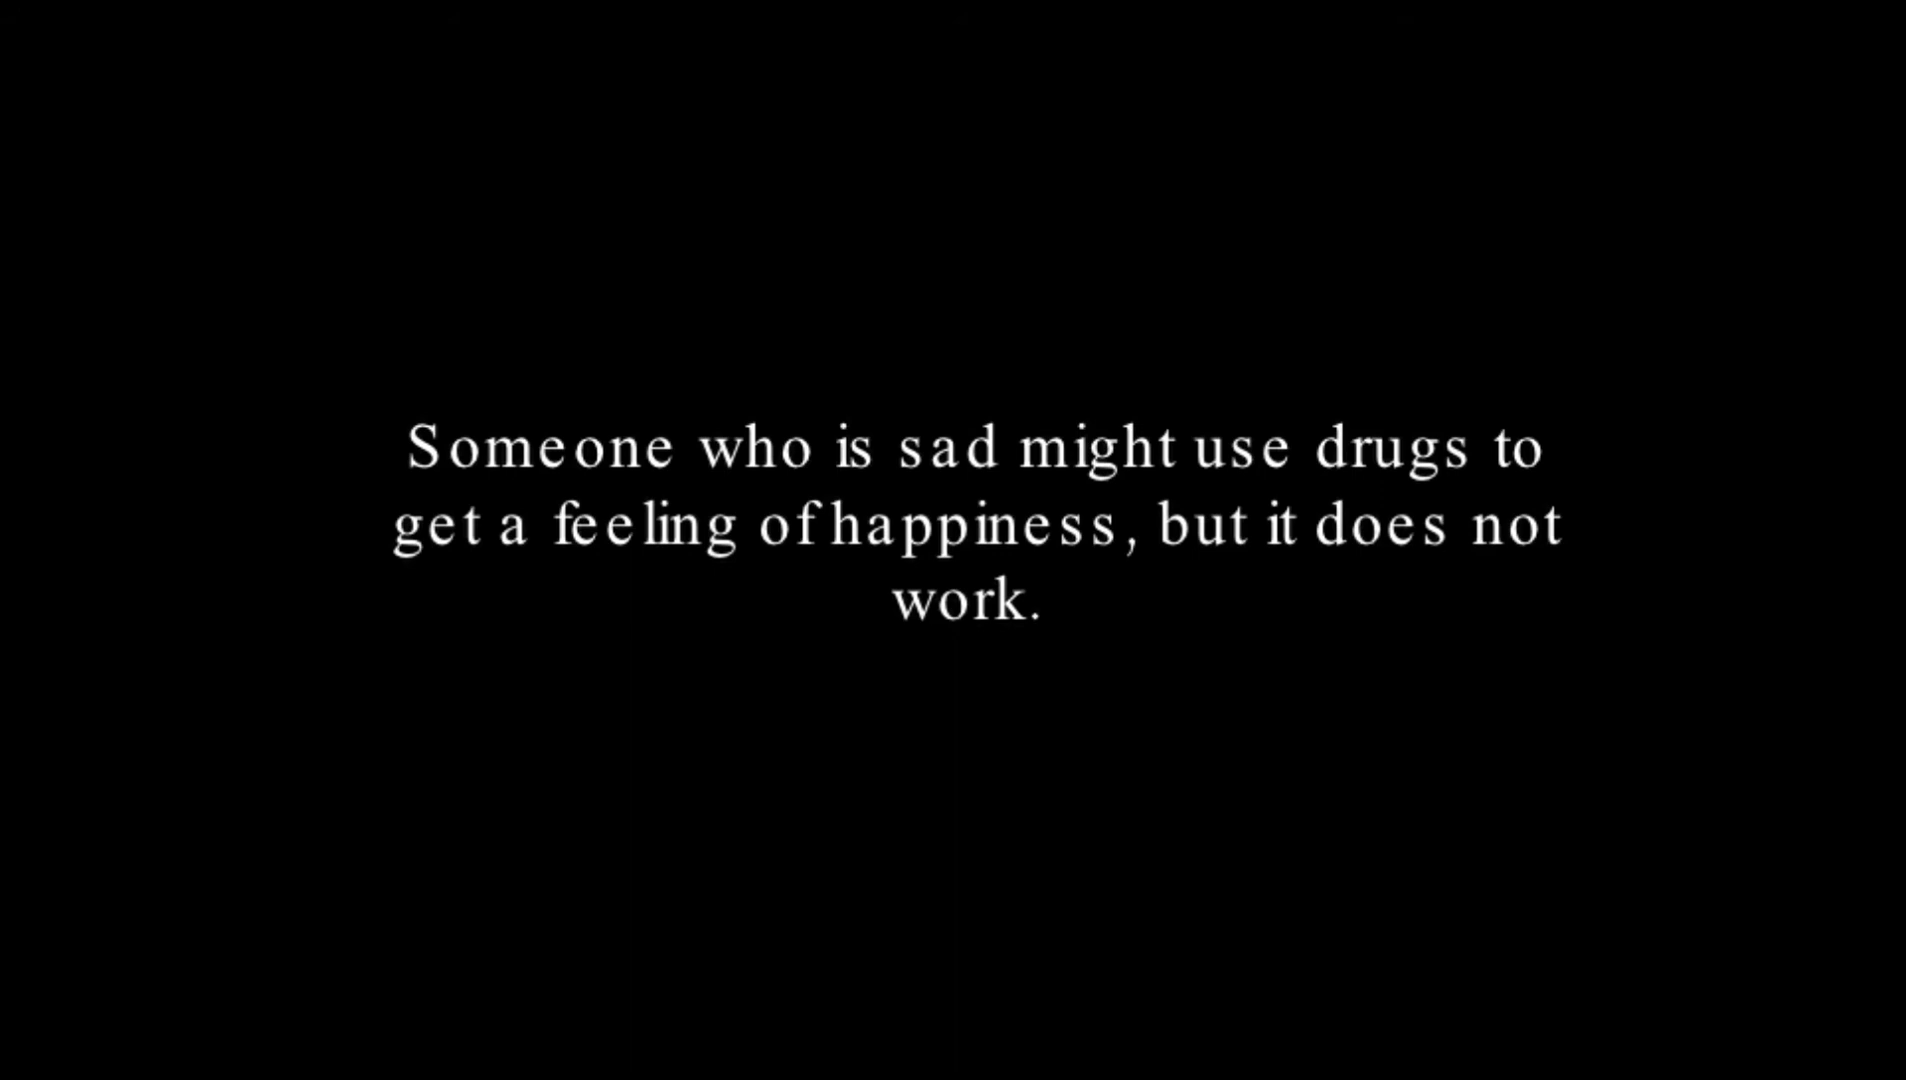 Someone who is sad might use drugs to
get a feeling of happiness, but it does not
work.